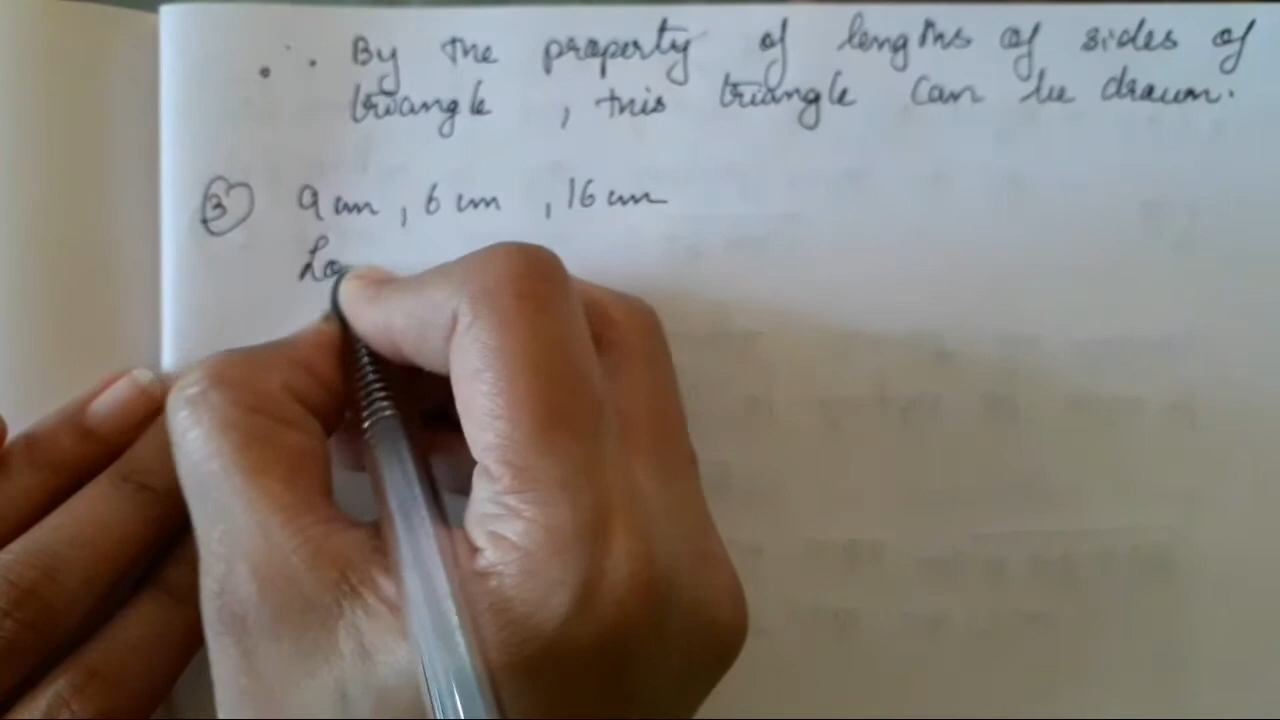 ∴ By the property of lengths of sides of
triangle, this triangle can be drawn.
③ 9 cm, 6 cm, 16 cm
Lo